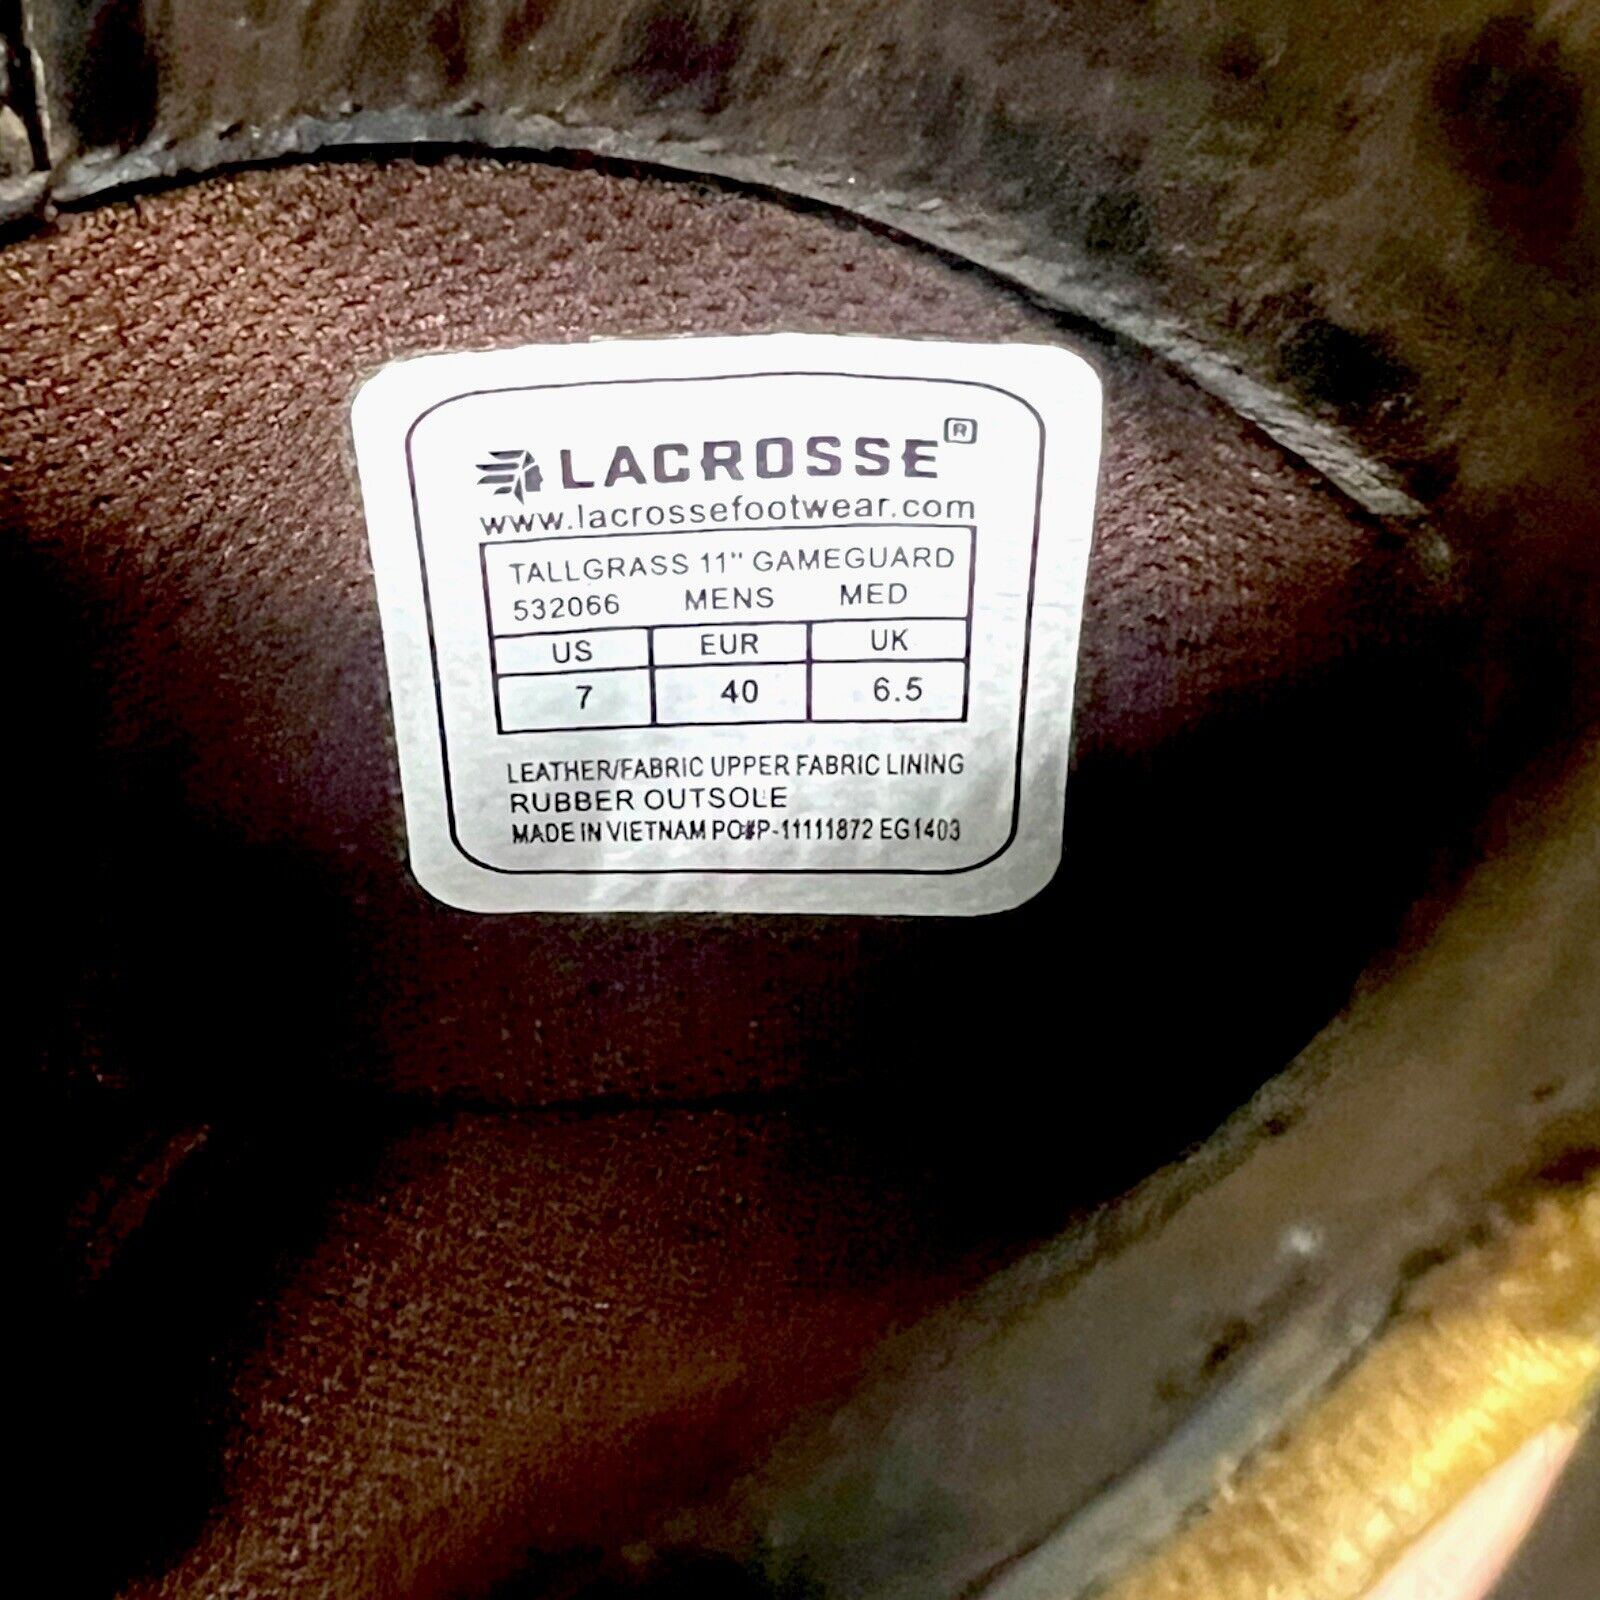 LACROSSE®
www.lacrossefootwear.com
TALLGRASS 11" GAMEGUARD
532066 MENS MED
US EUR UK
7 40 6.5
LEATHER/FABRIC UPPER FABRIC LINING
RUBBER OUTSOLE
MADE IN VIETNAM PO#P-11111872 EG1403